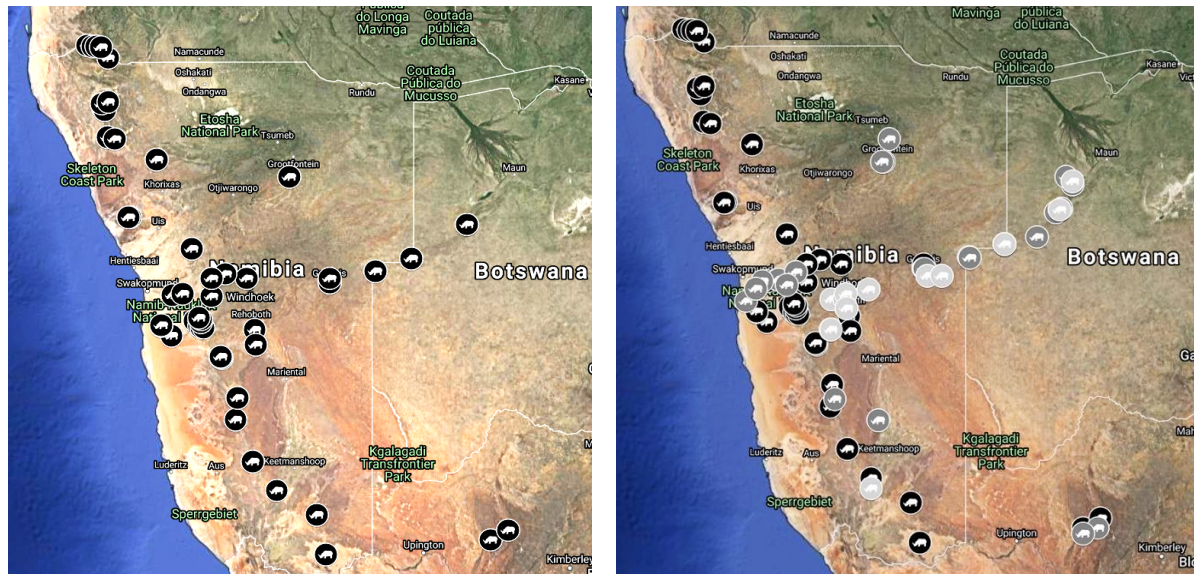 pública
do Longa
Mavinga
Coutada
pública
do Luiana
Namacunde
Oshakati
Ondangwa
Coutada
Pública do
Mucusso
Kasane
Rundu
Etosha
National Park
Tsumeb
Grootfontein
Skeleton
Coast Park
Khorixas
Otjiwarongo
Maun
Uis
Hentiesbaai
Namibia
Botswana
Swakopmund
Windhoek
Rehoboth
Mariental
Kgalagadi
Transfrontier
Park
Luderitz
Aus
Keetmanshoop
Sperrgebiet
Upington
Kimberley
Mavinga
pública
do Luiana
Namacunde
Oshakati
Ondangwa
Coutada
Pública do
Mucusso
Kasane
Rundu
Etosha
National Park
Tsumeb
Skeleton
Coast Park
Khorixas
Otjiwarongo
Maun
Uis
Hentiesbaai
Namibia
Botswana
Mariental
Kgalagadi
Transfrontier
Park
Luderitz
Aus
Keetmanshoop
Sperrgebiet
Upington
Kimberley